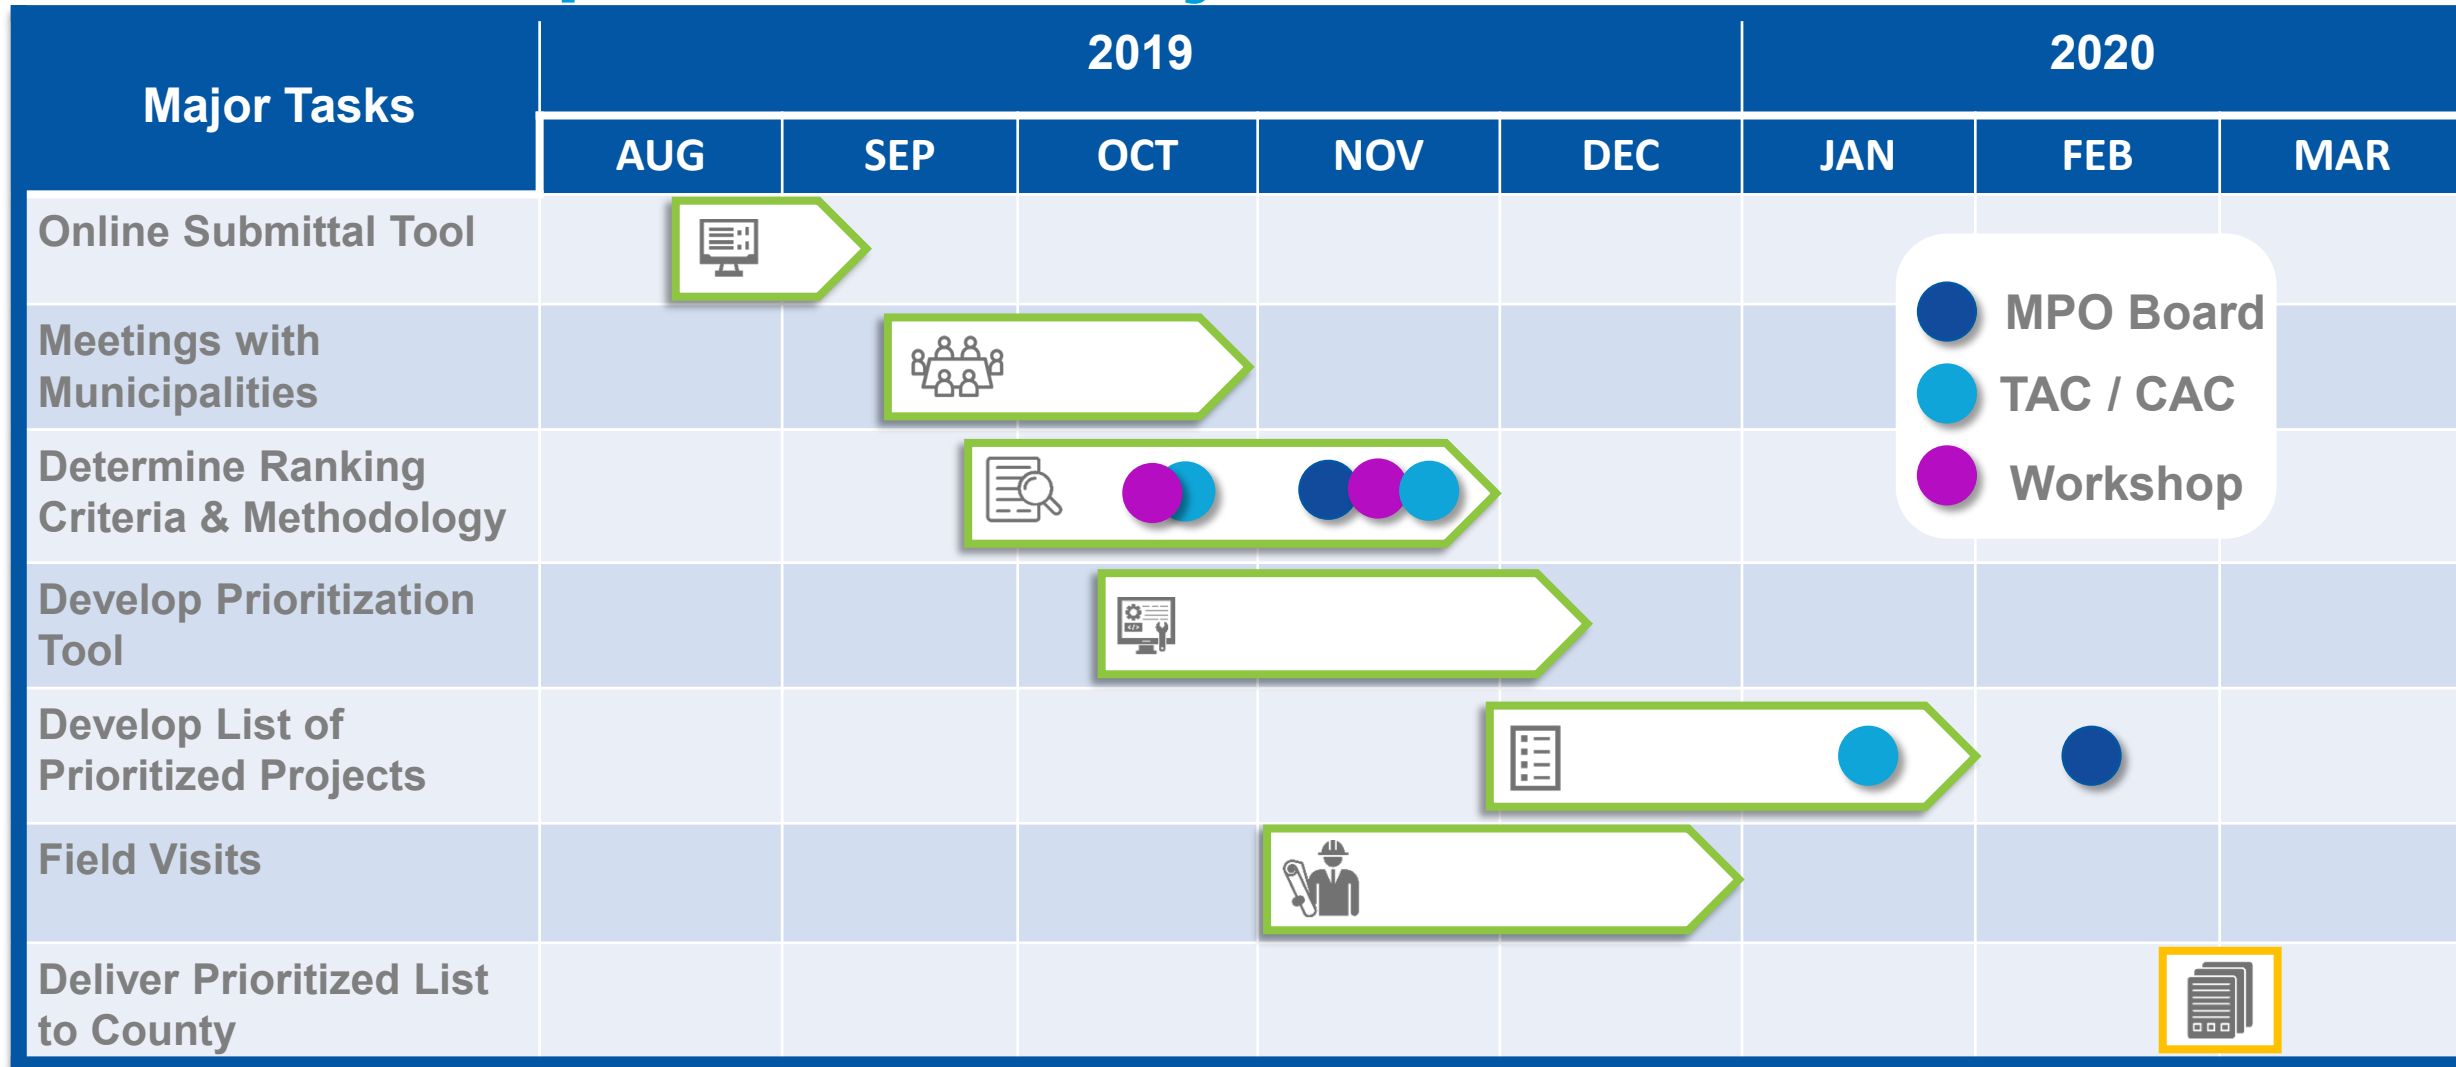 2019
2020
Major Tasks
AUG
SEP
OCT
NOV
DEC
JAN
FEB
MAR
Online Submittal Tool
Meetings with
Municipalities
Determine Ranking
Criteria & Methodology
Develop Prioritization
Tool
Develop List of
Prioritized Projects
Field Visits
Deliver Prioritized List
to County
MPO Board
TAC / CAC
Workshop